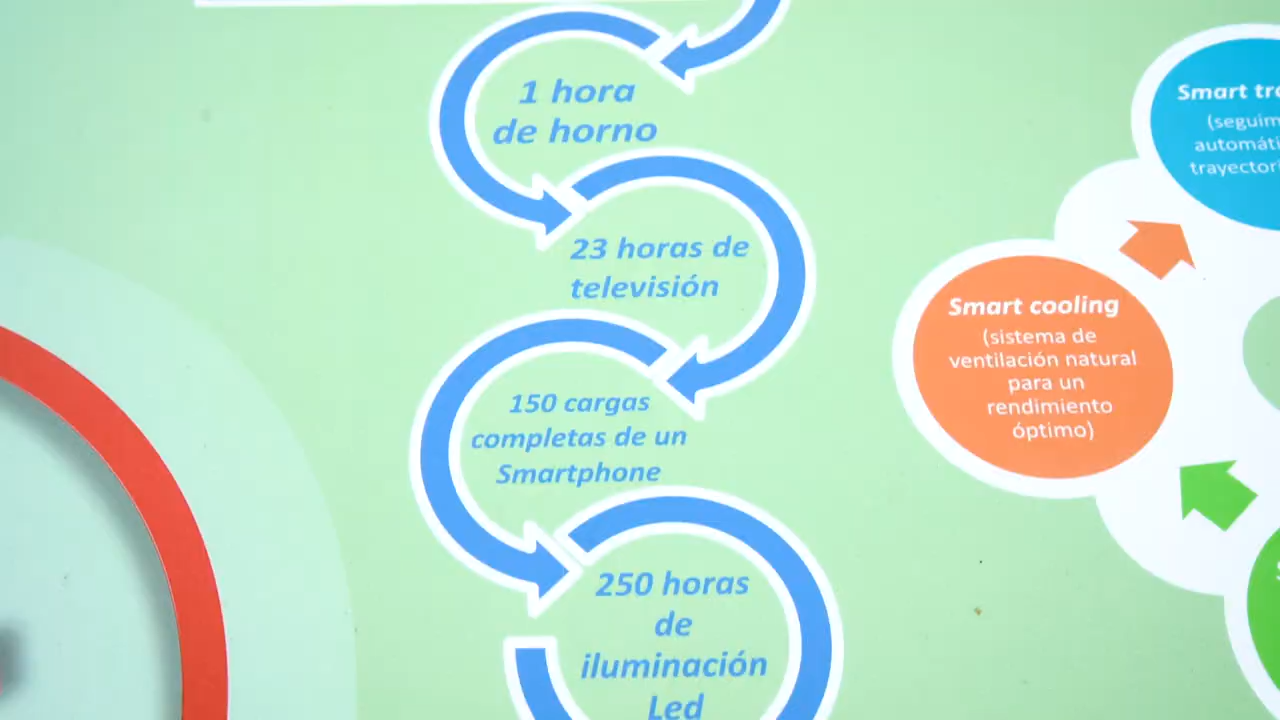 1 hora
de horno
23 horas de
televisión
150 cargas
completas de un
Smartphone
250 horas
de
iluminación
Led
Smart cooling
(sistema de
ventilación natural
para un
rendimiento
óptimo)
Smart